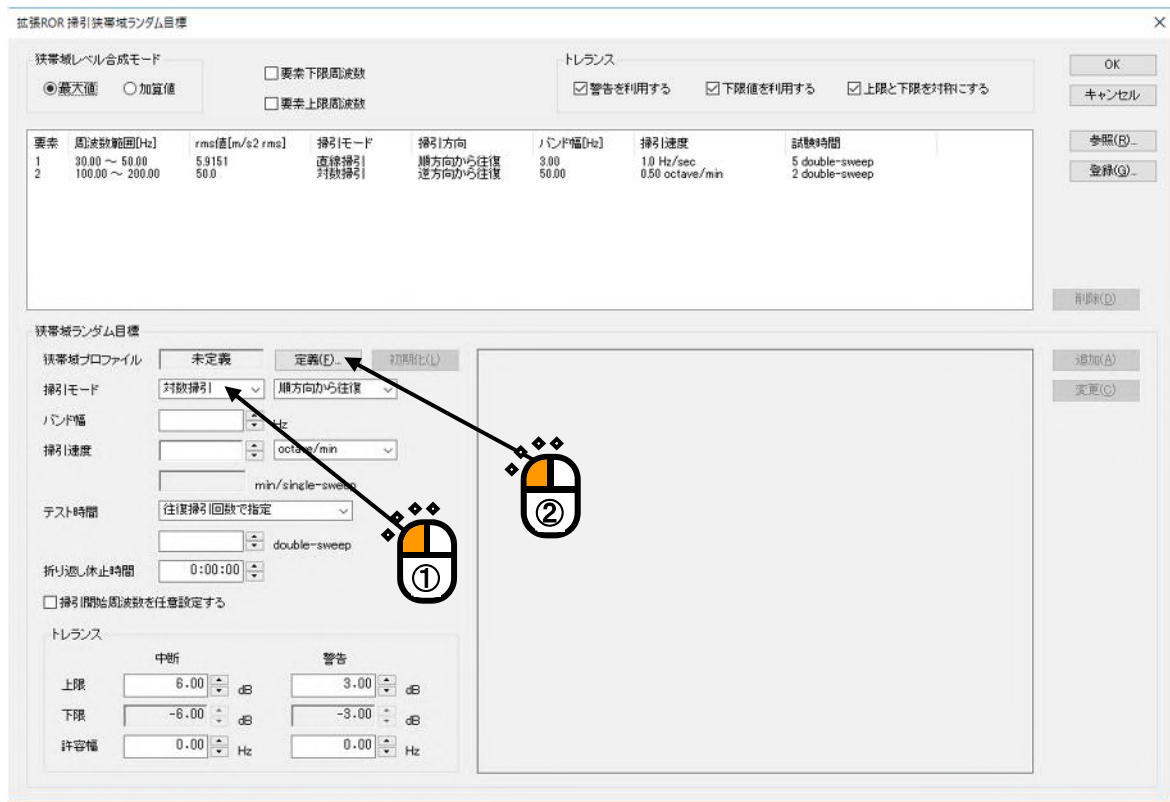 拡張ROR 掃引狭帯域ランダム目標
狭帯域レベル合成モード
最大値 加算値
要素下限周波数
要素上限周波数
トレランス
警告を利用する 下限値を利用する 上限と下限を対称にする
OK
キャンセル
要素 周波数範囲[Hz] rms値[m/s2 rms] 掃引モード 掃引方向 バンド幅[Hz] 掃引速度 試験時間
1 30.00 ～ 50.00 5.9151 直線掃引 順方向から往復 3.00 1.0 Hz/sec 5 double-sweep
2 100.00 ～ 200.00 50.0 対数掃引 逆方向から往復 50.00 0.50 octave/min 2 double-sweep
参照(R)...
登録(G)...
削除(D)
狭帯域ランダム目標
狭帯域プロファイル 未定義 定義(F)... 初期化(L)
追加(A)
掃引モード 対数掃引 順方向から往復
変更(C)
バンド幅 Hz
掃引速度 octave/min
min/single-sweep
②
テスト時間 往復掃引回数で指定
double-sweep
①
折り返し休止時間 0:00:00
掃引開始周波数を任意設定する
トレランス
中断 警告
上限 6.00 dB 3.00 dB
下限 -6.00 dB -3.00 dB
許容幅 0.00 Hz 0.00 Hz